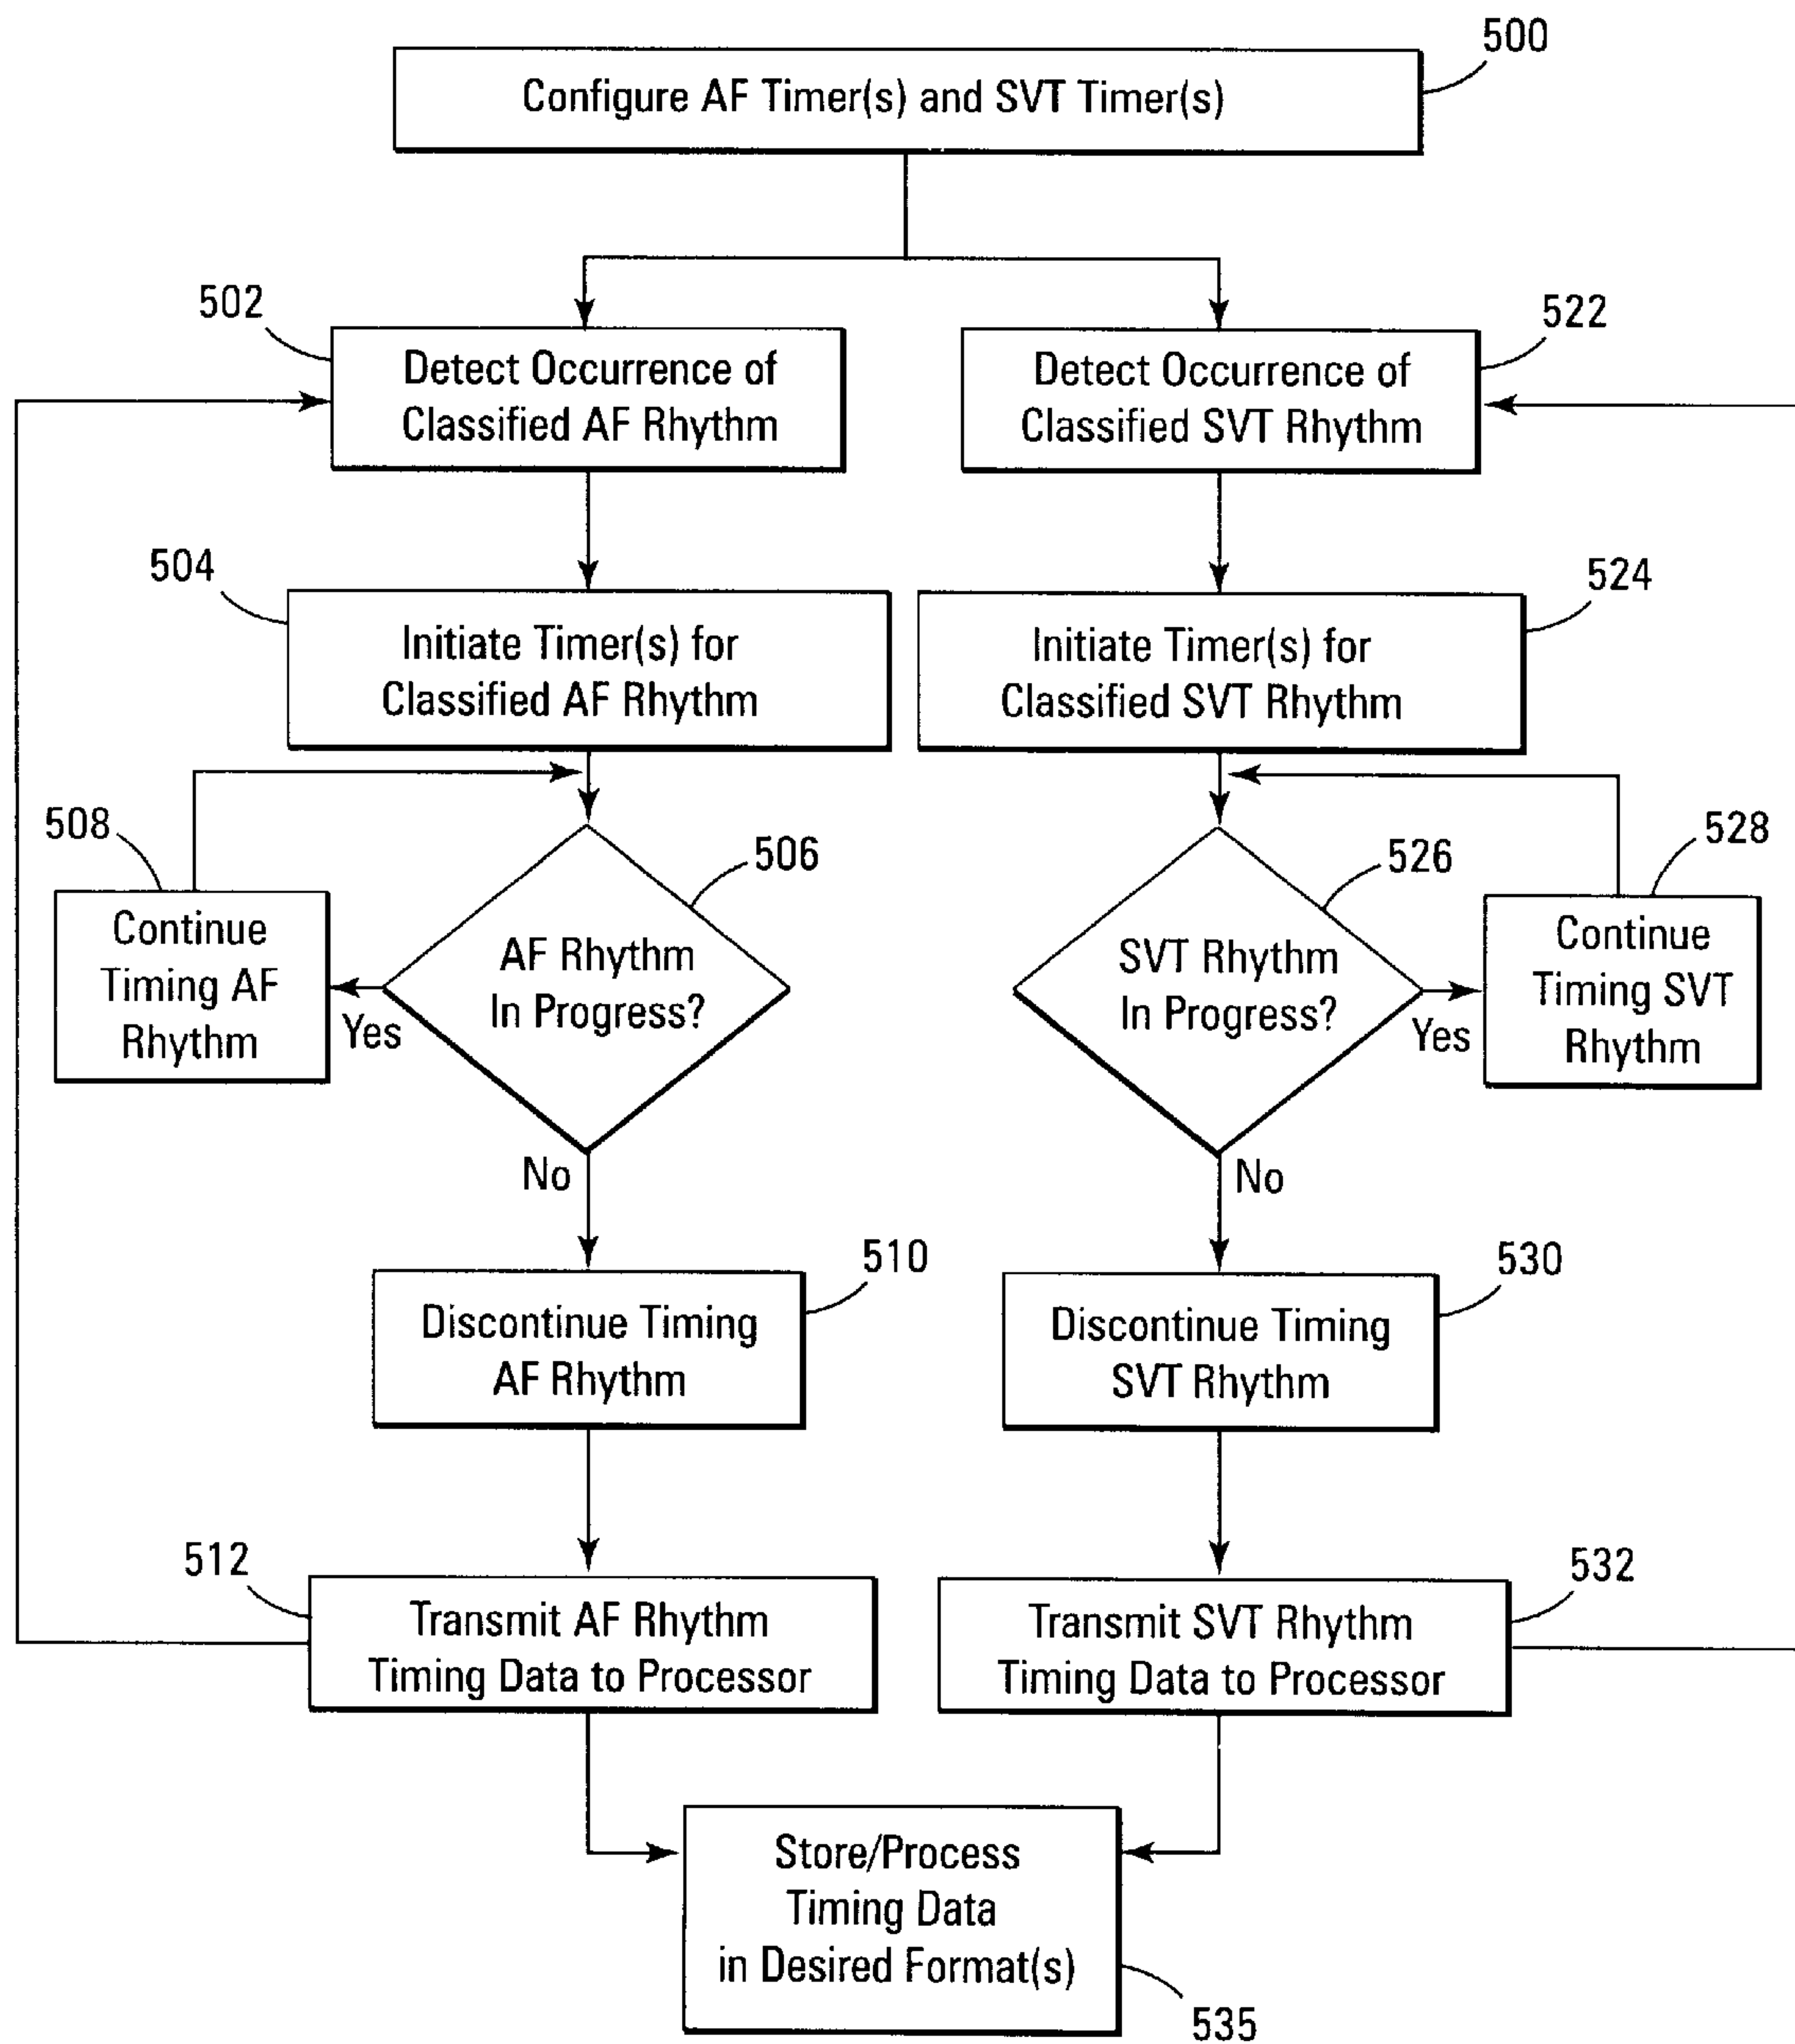 500
Configure AF Timer(s) and SVT Timer(s)
502
Detect Occurrence of
Classified AF Rhythm
522
Detect Occurrence of
Classified SVT Rhythm
504
Initiate Timer(s) for
Classified AF Rhythm
524
Initiate Timer(s) for
Classified SVT Rhythm
508
Continue
Timing AF
Rhythm
Yes
506
AF Rhythm
In Progress?
No
526
SVT Rhythm
In Progress?
Yes
No
528
Continue
Timing SVT
Rhythm
510
Discontinue Timing
AF Rhythm
530
Discontinue Timing
SVT Rhythm
512
Transmit AF Rhythm
Timing Data to Processor
532
Transmit SVT Rhythm
Timing Data to Processor
Store/Process
Timing Data
in Desired Format(s)
535